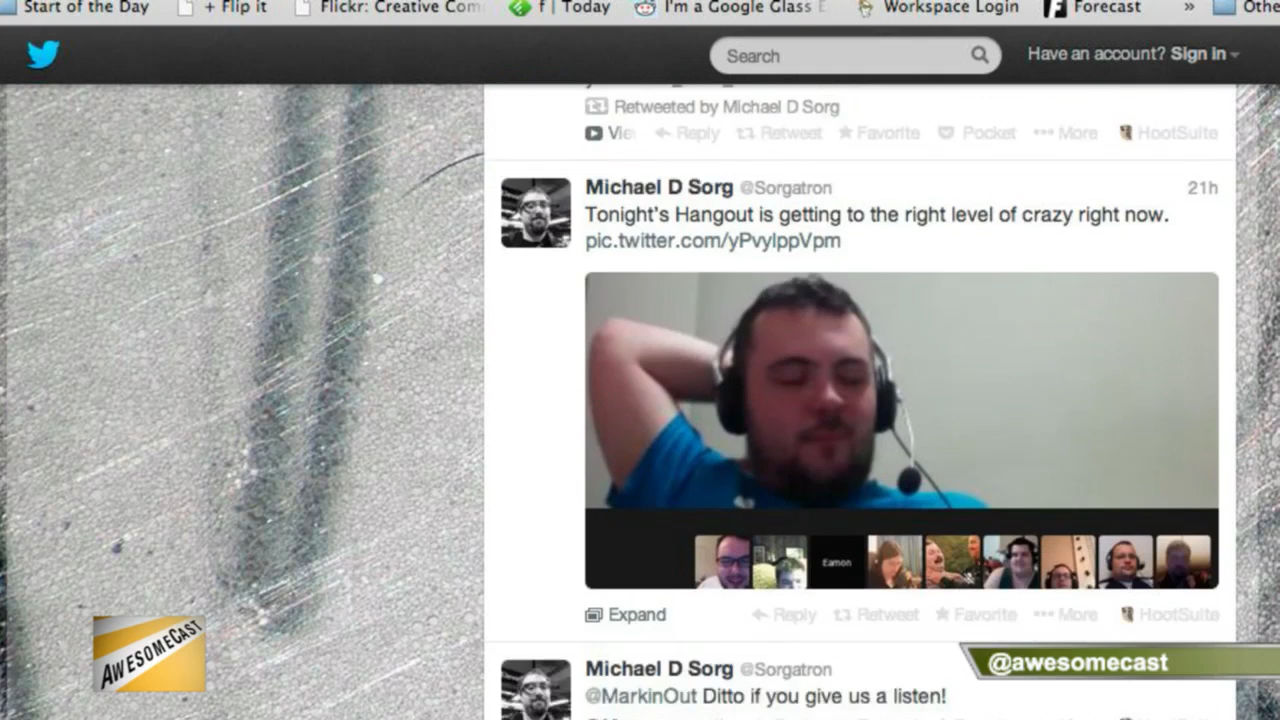 Start of the Day + Flip it Flickr: Creative Com f | Today I'm a Google Glass E Workspace Login Forecast » Othe
Search Have an account? Sign in
Retweeted by Michael D Sorg
Vie Reply Retweet Favorite Pocket More HootSuite
Michael D Sorg @Sorgatron 21h
Tonight's Hangout is getting to the right level of crazy right now.
pic.twitter.com/yPvylppVpm
Eamon
Expand Reply Retweet Favorite More HootSuite
AWESOMECAST
@awesomecast
Michael D Sorg @Sorgatron
@MarkinOut Ditto if you give us a listen!